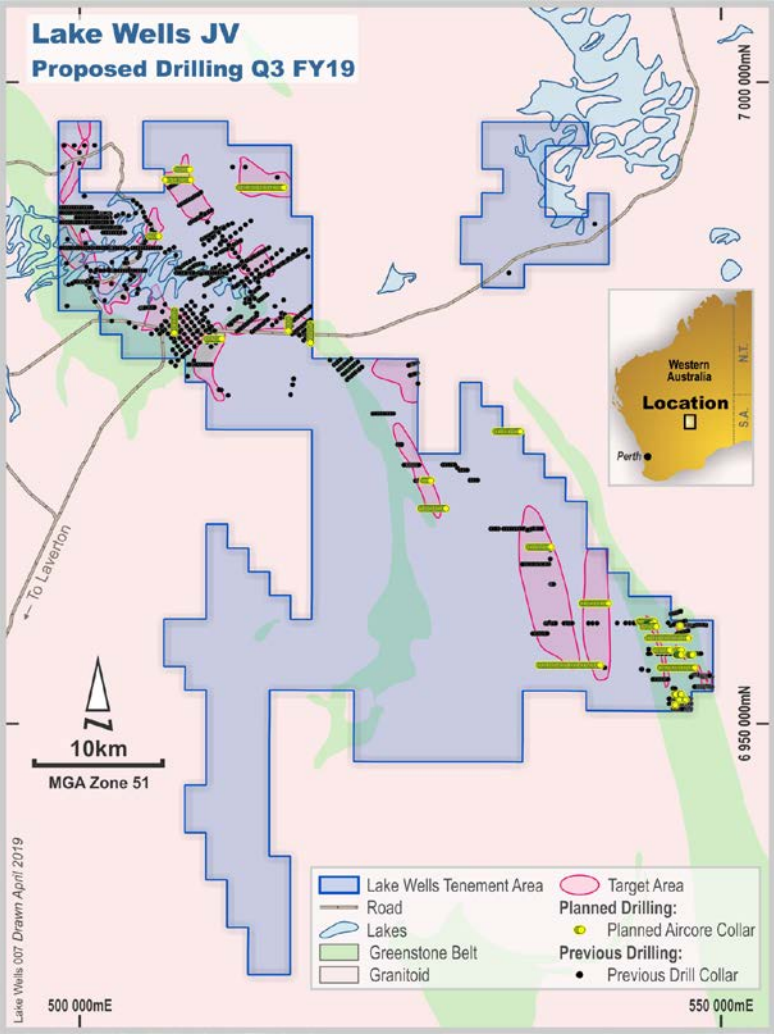 Lake Wells JV
Proposed Drilling Q3 FY19
7 000 000mN
Western
Australia
N.T.
Location
S.A.
Perth
← To Laverton
N
10km
MGA Zone 51
6 950 000mN
Lake Wells Tenement Area
Road
Lakes
Greenstone Belt
Granitoid
Target Area
Planned Drilling:
Planned Aircore Collar
Previous Drilling:
Previous Drill Collar
Lake Wells 007 Drawn April 2019
500 000mE
550 000mE